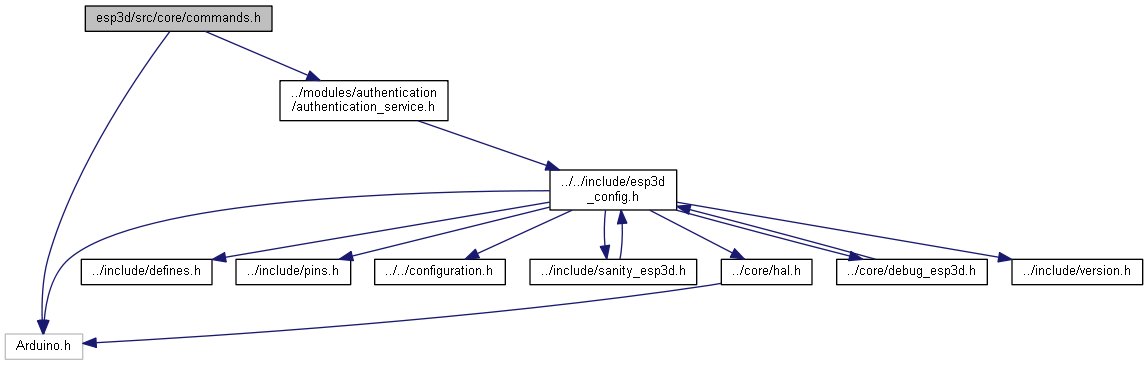 esp3d/src/core/commands.h
../modules/authentication
/authentication_service.h
../../include/esp3d
_config.h
../include/defines.h
../include/pins.h
../../configuration.h
../include/sanity_esp3d.h
../core/hal.h
../core/debug_esp3d.h
../include/version.h
Arduino.h